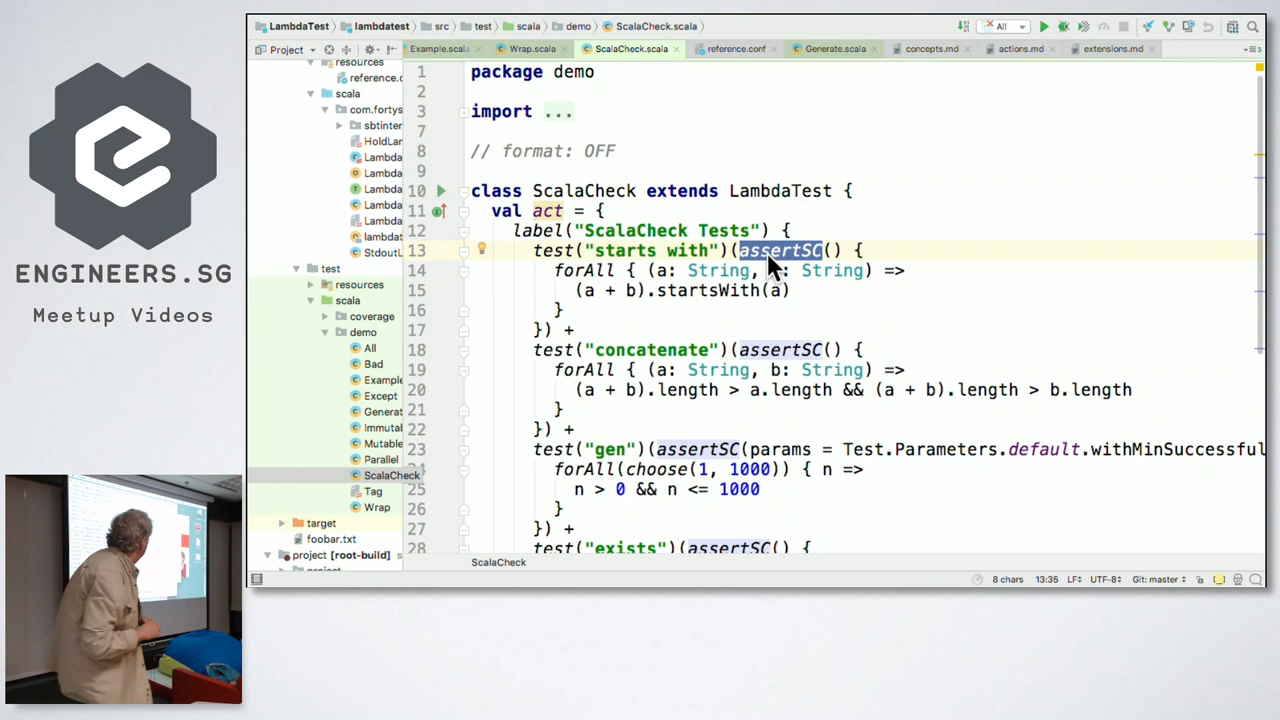 ENGINEERS.SG
Meetup Videos
LambdaTest
lambdatest
src
test
scala
demo
ScalaCheck.scala
All
Project
Example.scala
Wrap.scala
ScalaCheck.scala
reference.conf
Generate.scala
concepts.md
actions.md
extensions.md
resources
reference.c
scala
com.fortys
sbtinter
HoldLar
Lambda
Lambda
Lambda
Lambda
Lambda
lambdat
StdoutL
test
resources
scala
coverage
demo
All
Bad
Example
Except
Generat
Immutab
Mutable
Parallel
ScalaCheck
Tag
Wrap
target
foobar.txt
project [root-build]
1 package demo
2
3 import ...
7
8 // format: OFF
9
10 class ScalaCheck extends LambdaTest {
11 val act = {
12 label("ScalaCheck Tests") {
13 test("starts with")(assertSC() {
14 forAll { (a: String, : String) =>
15 (a + b).startsWith(a)
16 }
17 }) +
18 test("concatenate")(assertSC() {
19 forAll { (a: String, b: String) =>
20 (a + b).length > a.length && (a + b).length > b.length
21 }
22 }) +
23 test("gen")(assertSC(params = Test.Parameters.default.withMinSuccessful
24 forAll(choose(1, 1000)) { n =>
25 n > 0 && n <= 1000
26 }
27 }) +
28 test("exists")(assertSC() {
ScalaCheck
8 chars 13:35 LF UTF-8 Git: master